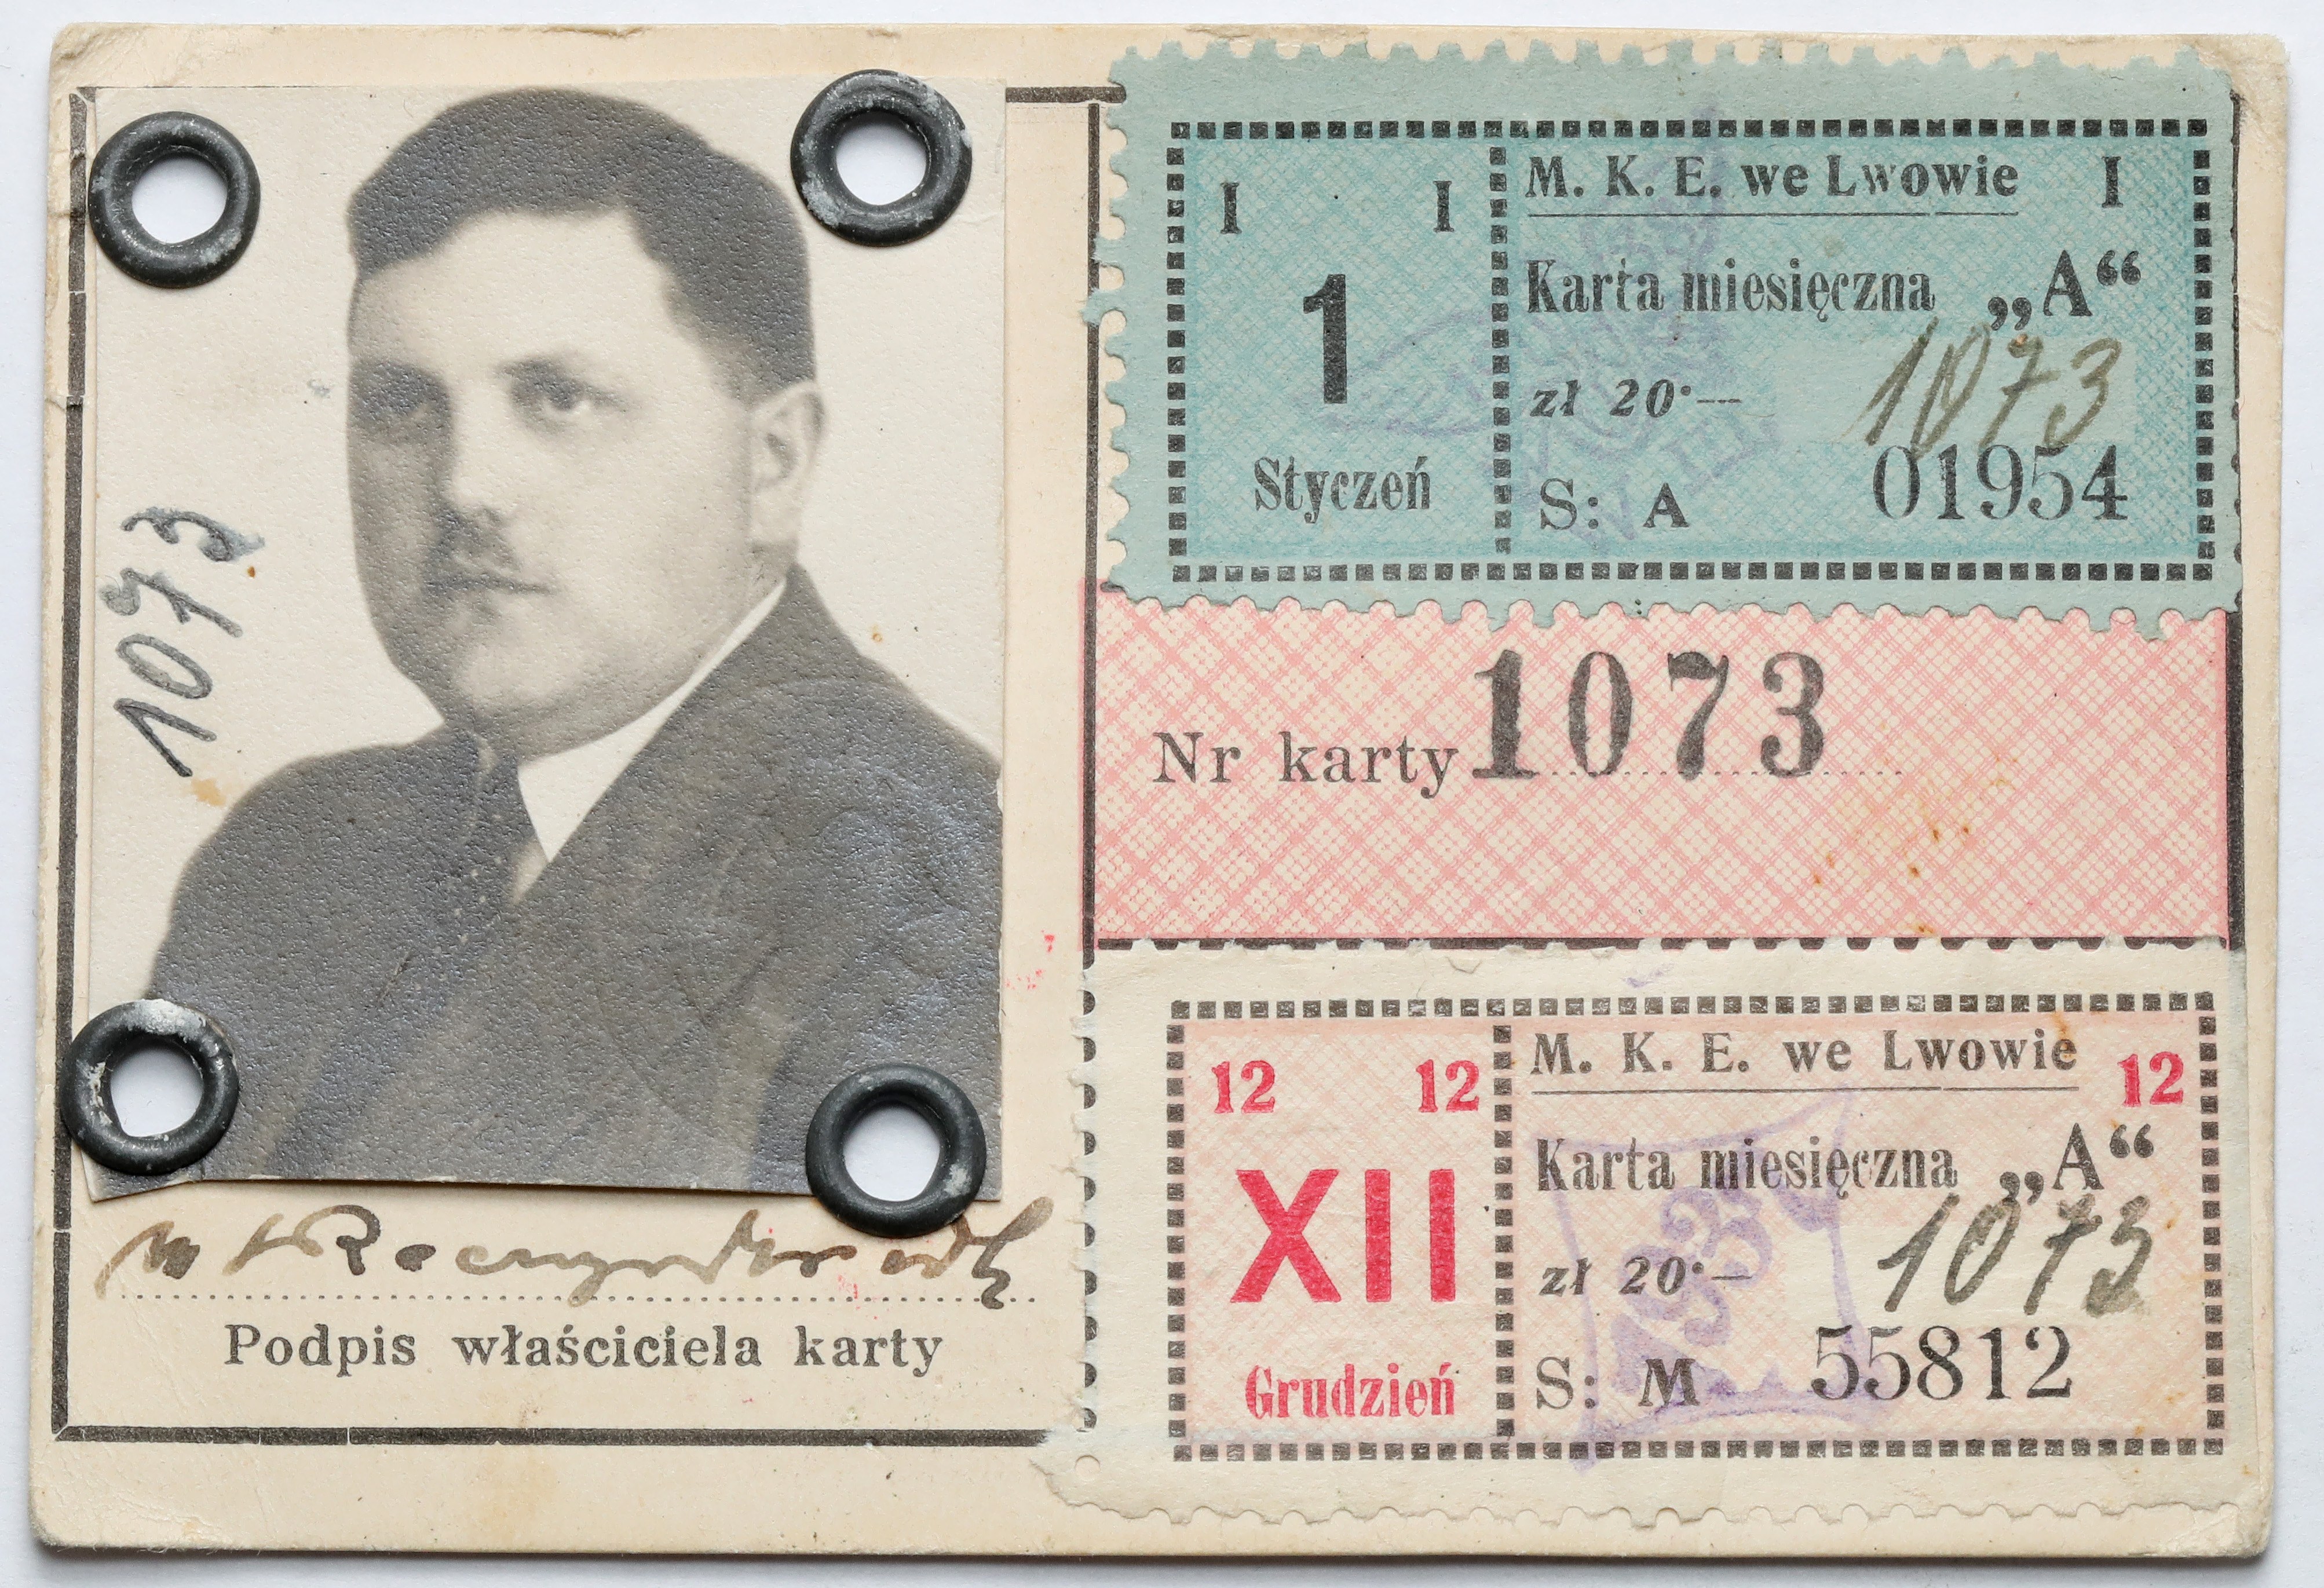 1073
Podpis właściciela karty
I I
1
Styczeń
M. K. E. we Lwowie I
Karta miesięczna „A“
zł 20·— 1073
S: A 01954
Nr karty 1073
12 12
XII
Grudzień
M. K. E. we Lwowie 12
Karta miesięczna „A“
zł 20·— 1073
S: M 55812